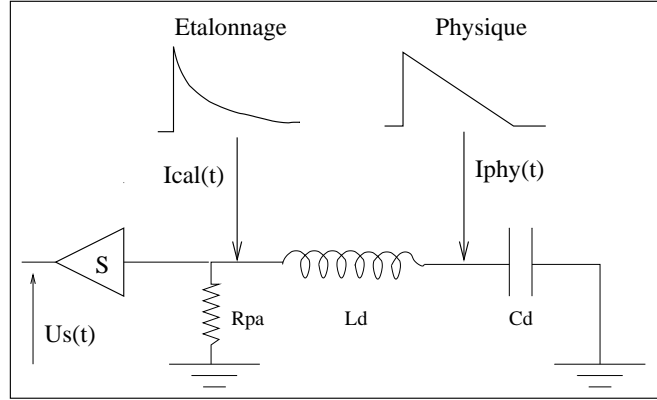 Etalonnage Physique
Ical(t) Iphy(t)
S
Us(t) Rpa Ld Cd